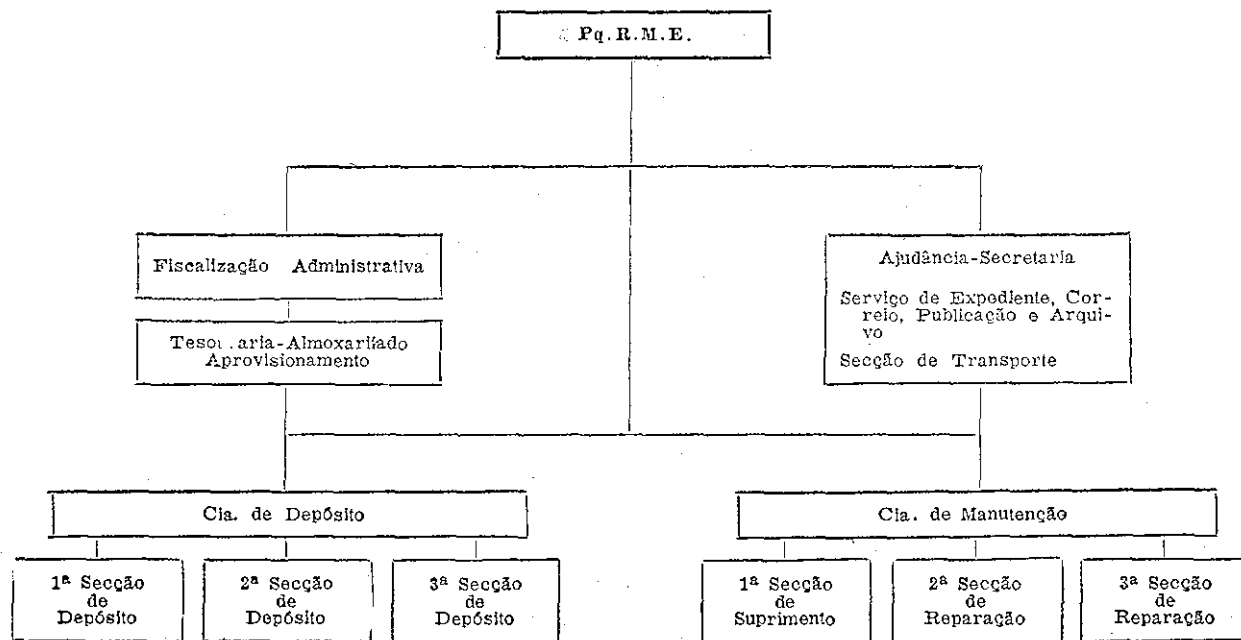 Pq.R.M.E.
Fiscalização Administrativa
Tesouraria-Almoxarifado
Aprovisionamento
Ajudância-Secretaria
Serviço de Expediente, Cor-
reio, Publicação e Arqui-
vo
Secção de Transporte
Cia. de Depósito
Cia. de Manutenção
1ª Secção
de
Depósito
2ª Secção
de
Depósito
3ª Secção
de
Depósito
1ª Secção
de
Suprimento
2ª Secção
de
Reparação
3ª Secção
de
Reparação